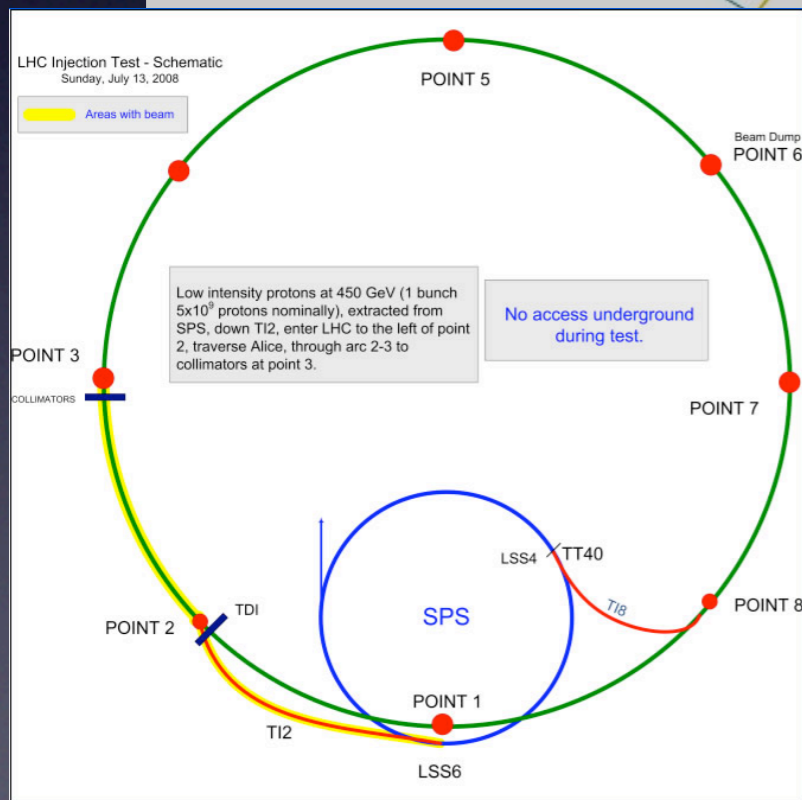 LHC Injection Test - Schematic
Sunday, July 13, 2008
Areas with beam
POINT 5
Beam Dump
POINT 6
Low intensity protons at 450 GeV (1 bunch
5x10⁹ protons nominally), extracted from
SPS, down TI2, enter LHC to the left of point
2, traverse Alice, through arc 2-3 to
collimators at point 3.
No access underground
during test.
POINT 3
COLLIMATORS
POINT 7
LSS4
TT40
TI8
POINT 8
SPS
TDI
POINT 2
POINT 1
TI2
LSS6